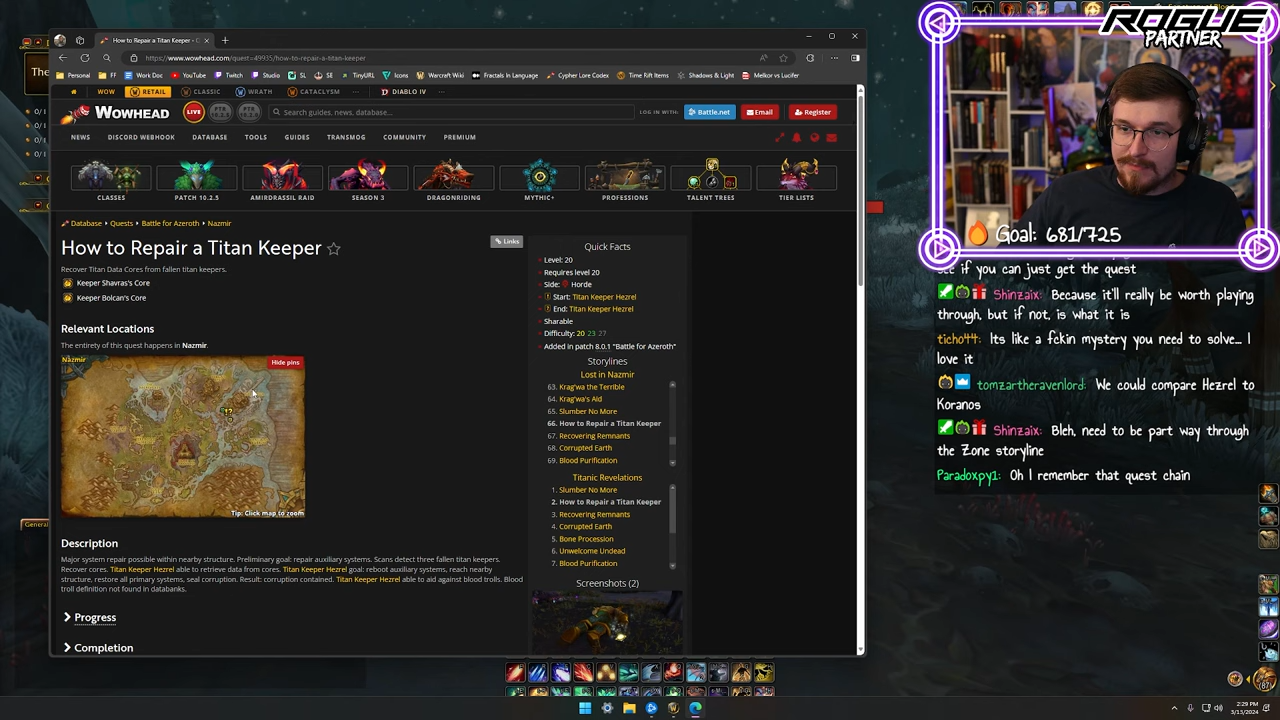 How to Repair a Titan Keeper -
https://www.wowhead.com/quest=49935/how-to-repair-a-titan-keeper
Personal
FF
Work Doc
YouTube
Twitch
Studio
SL
SE
TinyURL
Icons
Warcraft Wiki
Fractals In Language
Cypher Lore Codex
Time Rift Items
Shadows & Light
Melkor vs Lucifer
WOW
RETAIL
CLASSIC
WRATH
CATACLYSM
DIABLO IV
WOWHEAD
LIVE
PTR
PTR
Search guides, news, database...
LOG IN WITH:
Battle.net
Email
Register
NEWS
DISCORD WEBHOOK
DATABASE
TOOLS
GUIDES
TRANSMOG
COMMUNITY
PREMIUM
CLASSES
PATCH 10.2.5
AMIRDRASSIL RAID
SEASON 3
DRAGONRIDING
MYTHIC+
PROFESSIONS
TALENT TREES
TIER LISTS
Database › Quests › Battle for Azeroth › Nazmir
How to Repair a Titan Keeper
Links
Recover Titan Data Cores from fallen titan keepers.
Keeper Shavras's Core
Keeper Bolcan's Core
Relevant Locations
The entirety of this quest happens in Nazmir.
Nazmir
Hide pins
Tip: Click map to zoom
Description
Major system repair possible within nearby structure. Preliminary goal: repair auxiliary systems. Scans detect three fallen titan keepers.
Recover cores. Titan Keeper Hezrel able to retrieve data from cores. Titan Keeper Hezrel goal: reboot auxiliary systems, reach nearby
structure, restore all primary systems, seal corruption. Result: corruption contained. Titan Keeper Hezrel able to aid against blood trolls. Blood
troll definition not found in databanks.
Progress
Completion
Quick Facts
Level: 20
Requires level 20
Side: Horde
Start: Titan Keeper Hezrel
End: Titan Keeper Hezrel
Sharable
Difficulty: 20 23 27
Added in patch 8.0.1 "Battle for Azeroth"
Storylines
Lost in Nazmir
63. Krag'wa the Terrible
64. Krag'wa's Aid
65. Slumber No More
66. How to Repair a Titan Keeper
67. Recovering Remnants
68. Corrupted Earth
69. Blood Purification
Titanic Revelations
1. Slumber No More
2. How to Repair a Titan Keeper
3. Recovering Remnants
4. Corrupted Earth
5. Bone Procession
6. Unwelcome Undead
7. Blood Purification
Screenshots (2)
The
0/1
0/1
0/1
General
ROGUE
PARTNER
Goal: 681/725
see if you can just get the quest
Shinzaix: Because it'll really be worth playing
through, but if not, is what it is
ticho44: Its like a fckin mystery you need to solve... I
love it
tomzartheravenlord: We could compare Hezrel to
Koranos
Shinzaix: Bleh, need to be part way through
the Zone storyline
Paradoxpy1: Oh I remember that quest chain
2:29 PM
3/13/2024